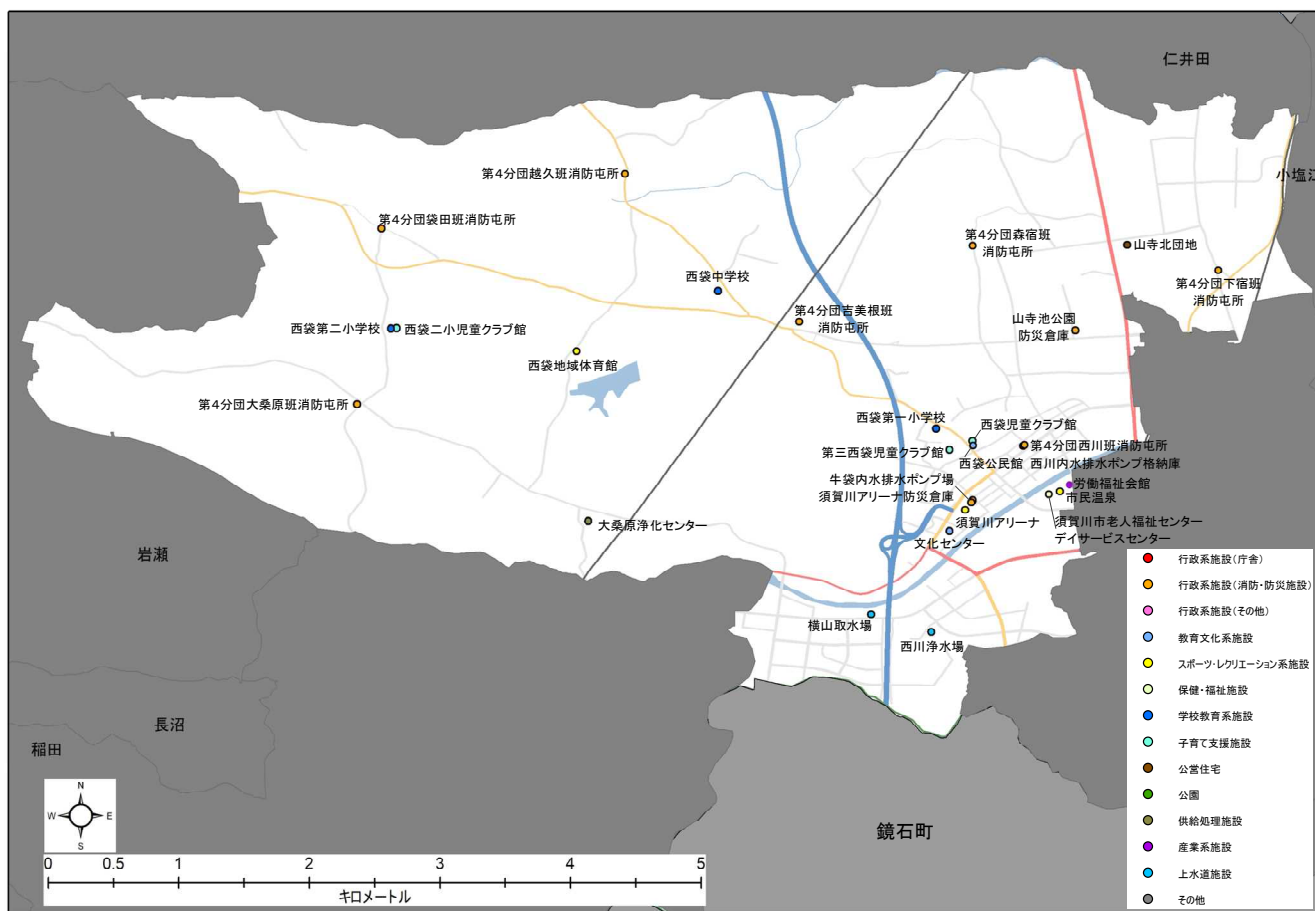 仁井田
小塩江
第4分団越久班消防屯所
第4分団袋田班消防屯所
第4分団森宿班
消防屯所
山寺北団地
第4分団下宿班
消防屯所
西袋中学校
第4分団吉美根班
消防屯所
山寺池公園
防災倉庫
西袋第二小学校
西袋二小児童クラブ館
西袋地域体育館
第4分団大桑原班消防屯所
西袋第一小学校
西袋児童クラブ館
第三西袋児童クラブ館
西袋公民館
第4分団西川班消防屯所
西川内水排水ポンプ格納庫
牛袋内水排水ポンプ場
須賀川アリーナ防災倉庫
労働福祉会館
市民温泉
須賀川アリーナ
須賀川市老人福祉センター
デイサービスセンター
文化センター
大桑原浄化センター
岩瀬
横山取水場
西川浄水場
長沼
稲田
鏡石町
N
W
E
S
0 0.5 1 2 3 4 5
キロメートル
行政系施設(庁舎)
行政系施設(消防・防災施設)
行政系施設(その他)
教育文化系施設
スポーツ・レクリエーション系施設
保健・福祉施設
学校教育系施設
子育て支援施設
公営住宅
公園
供給処理施設
産業系施設
上水道施設
その他